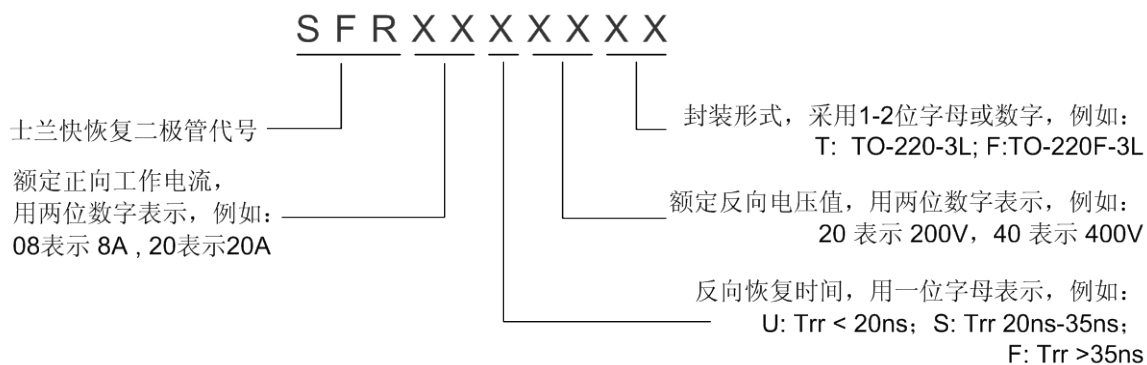 SFRXXXXXXX
士兰快恢复二极管代号
额定正向工作电流，
用两位数字表示，例如：
08表示 8A , 20表示20A
封装形式，采用1-2位字母或数字，例如：
T: TO-220-3L; F:TO-220F-3L
额定反向电压值，用两位数字表示，例如：
20 表示 200V，40 表示 400V
反向恢复时间，用一位字母表示，例如：
U: Trr < 20ns；S: Trr 20ns-35ns；
F: Trr >35ns